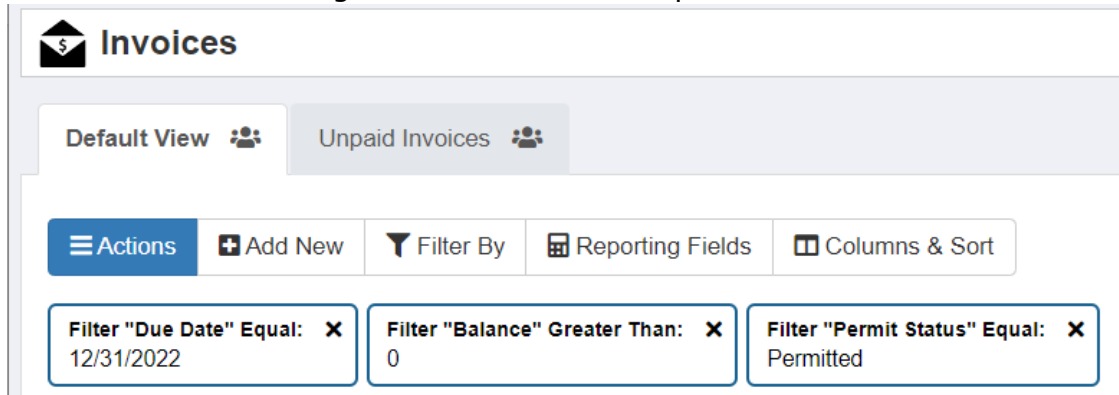 $
Invoices
Default View Unpaid Invoices
Actions Add New Filter By Reporting Fields Columns & Sort
Filter "Due Date" Equal: × Filter "Balance" Greater Than: × Filter "Permit Status" Equal: ×
12/31/2022 0 Permitted